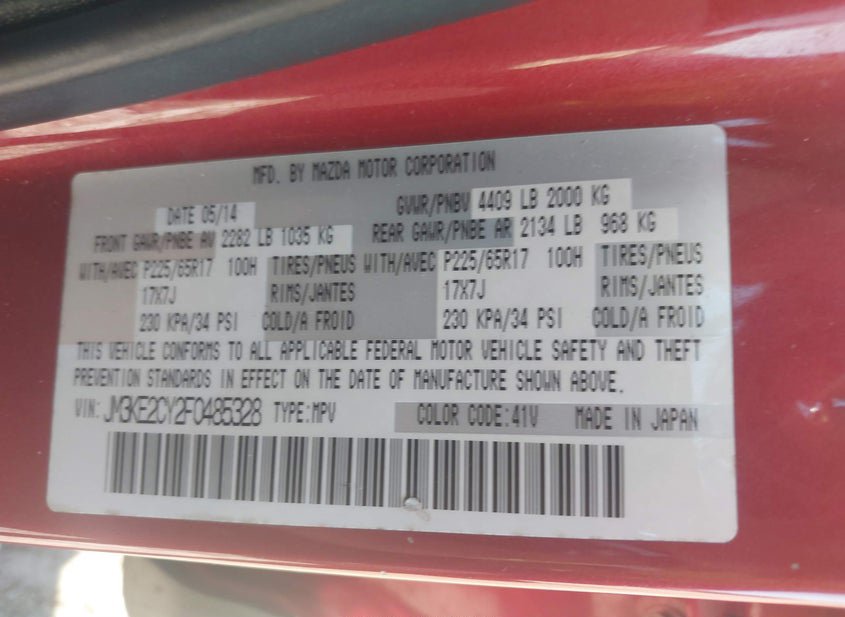 MFD. BY MAZDA MOTOR CORPORATION
DATE 05/14 GVWR/PNBV 4409 LB 2000 KG
FRONT GAWR/PNBE AV 2282 LB 1035 KG REAR GAWR/PNBE AR 2134 LB 968 KG
WITH/AVEC P225/65R17 100H TIRES/PNEUS WITH/AVEC P225/65R17 100H TIRES/PNEUS
17X7J RIMS/JANTES 17X7J RIMS/JANTES
230 KPA/34 PSI COLD/A FROID 230 KPA/34 PSI COLD/A FROID
THIS VEHICLE CONFORMS TO ALL APPLICABLE FEDERAL MOTOR VEHICLE SAFETY AND THEFT
PREVENTION STANDARDS IN EFFECT ON THE DATE OF MANUFACTURE SHOWN ABOVE.
VIN: JM3KE2CY2F0485328 TYPE:MPV COLOR CODE:41V MADE IN JAPAN